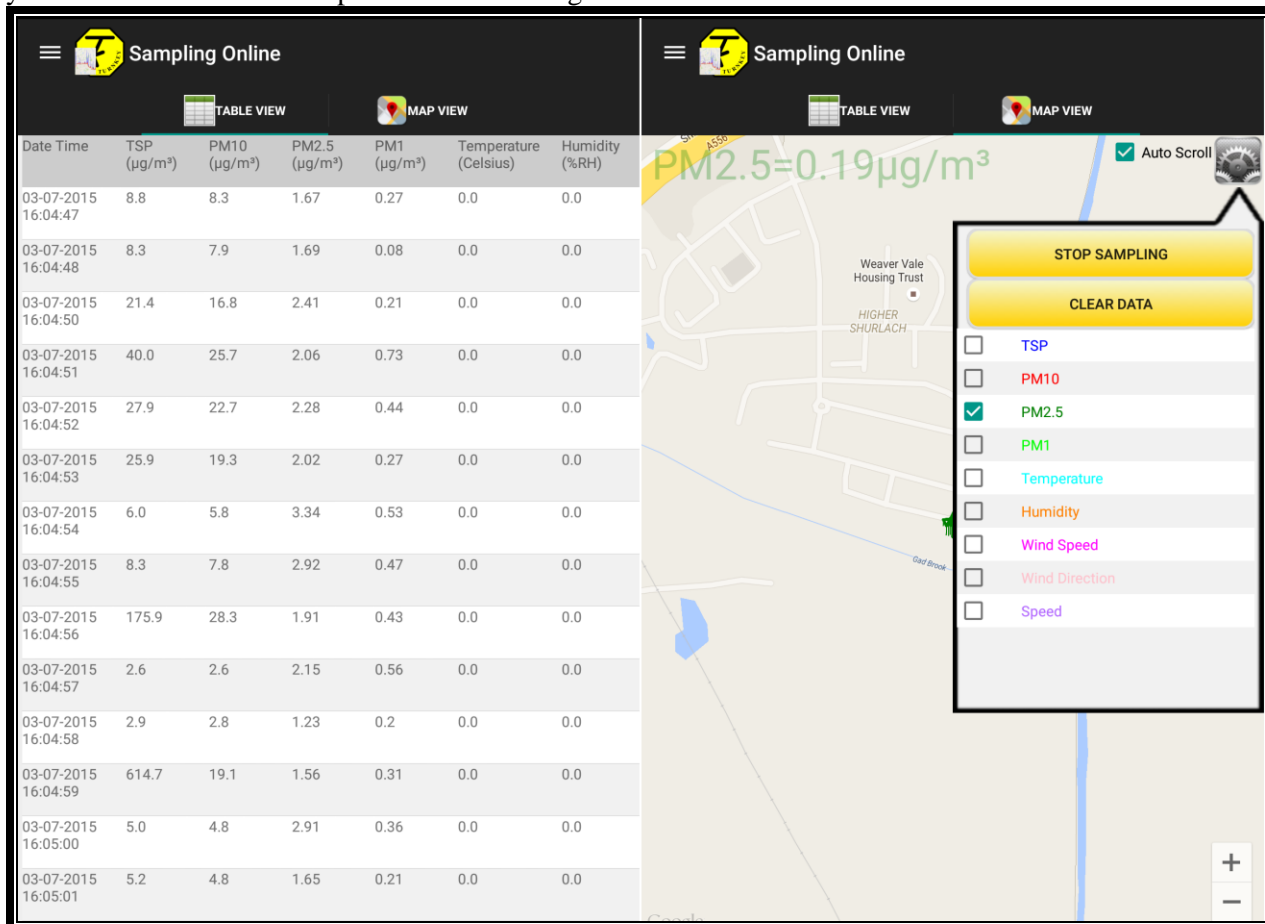 Sampling Online
TURNKEY
TABLE VIEW
MAP VIEW
Date Time TSP (µg/m³) PM10 (µg/m³) PM2.5 (µg/m³) PM1 (µg/m³) Temperature (Celsius) Humidity (%RH)
03-07-2015 16:04:47 8.8 8.3 1.67 0.27 0.0 0.0
03-07-2015 16:04:48 8.3 7.9 1.69 0.08 0.0 0.0
03-07-2015 16:04:50 21.4 16.8 2.41 0.21 0.0 0.0
03-07-2015 16:04:51 40.0 25.7 2.06 0.73 0.0 0.0
03-07-2015 16:04:52 27.9 22.7 2.28 0.44 0.0 0.0
03-07-2015 16:04:53 25.9 19.3 2.02 0.27 0.0 0.0
03-07-2015 16:04:54 6.0 5.8 3.34 0.53 0.0 0.0
03-07-2015 16:04:55 8.3 7.8 2.92 0.47 0.0 0.0
03-07-2015 16:04:56 175.9 28.3 1.91 0.43 0.0 0.0
03-07-2015 16:04:57 2.6 2.6 2.15 0.56 0.0 0.0
03-07-2015 16:04:58 2.9 2.8 1.23 0.2 0.0 0.0
03-07-2015 16:04:59 614.7 19.1 1.56 0.31 0.0 0.0
03-07-2015 16:05:00 5.0 4.8 2.91 0.36 0.0 0.0
03-07-2015 16:05:01 5.2 4.8 1.65 0.21 0.0 0.0
Sampling Online
TURNKEY
TABLE VIEW
MAP VIEW
A556
PM2.5=0.19µg/m³
Auto Scroll
Weaver Vale
Housing Trust
HIGHER
SHURLACH
Gad Brook
STOP SAMPLING
CLEAR DATA
TSP
PM10
PM2.5
PM1
Temperature
Humidity
Wind Speed
Wind Direction
Speed
+
−